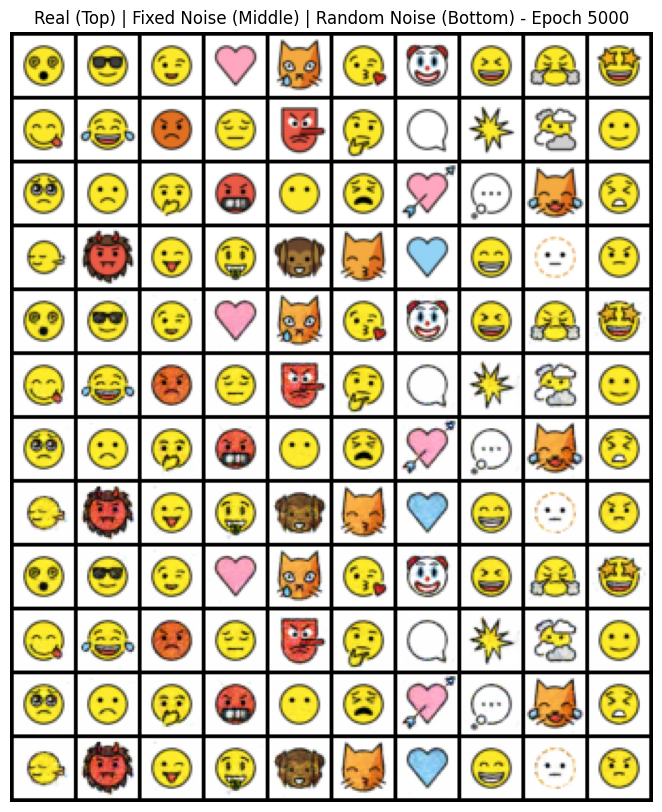 Real (Top) | Fixed Noise (Middle) | Random Noise (Bottom) - Epoch 5000